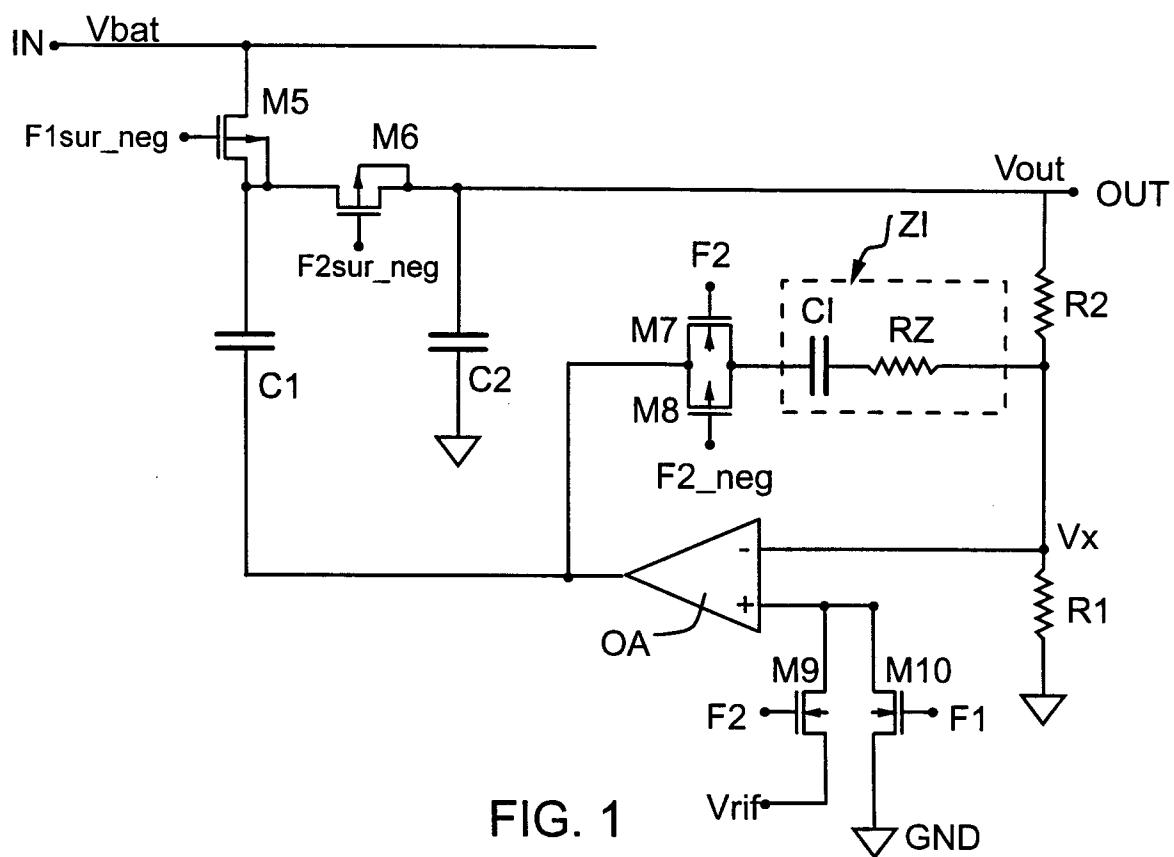 IN
Vbat
M5
F1sur_neg
M6
F2sur_neg
Vout
OUT
ZI
F2
CI
RZ
R2
M7
M8
F2_neg
C1
C2
Vx
-
+
OA
R1
M9
M10
F2
F1
Vrif
GND
FIG. 1